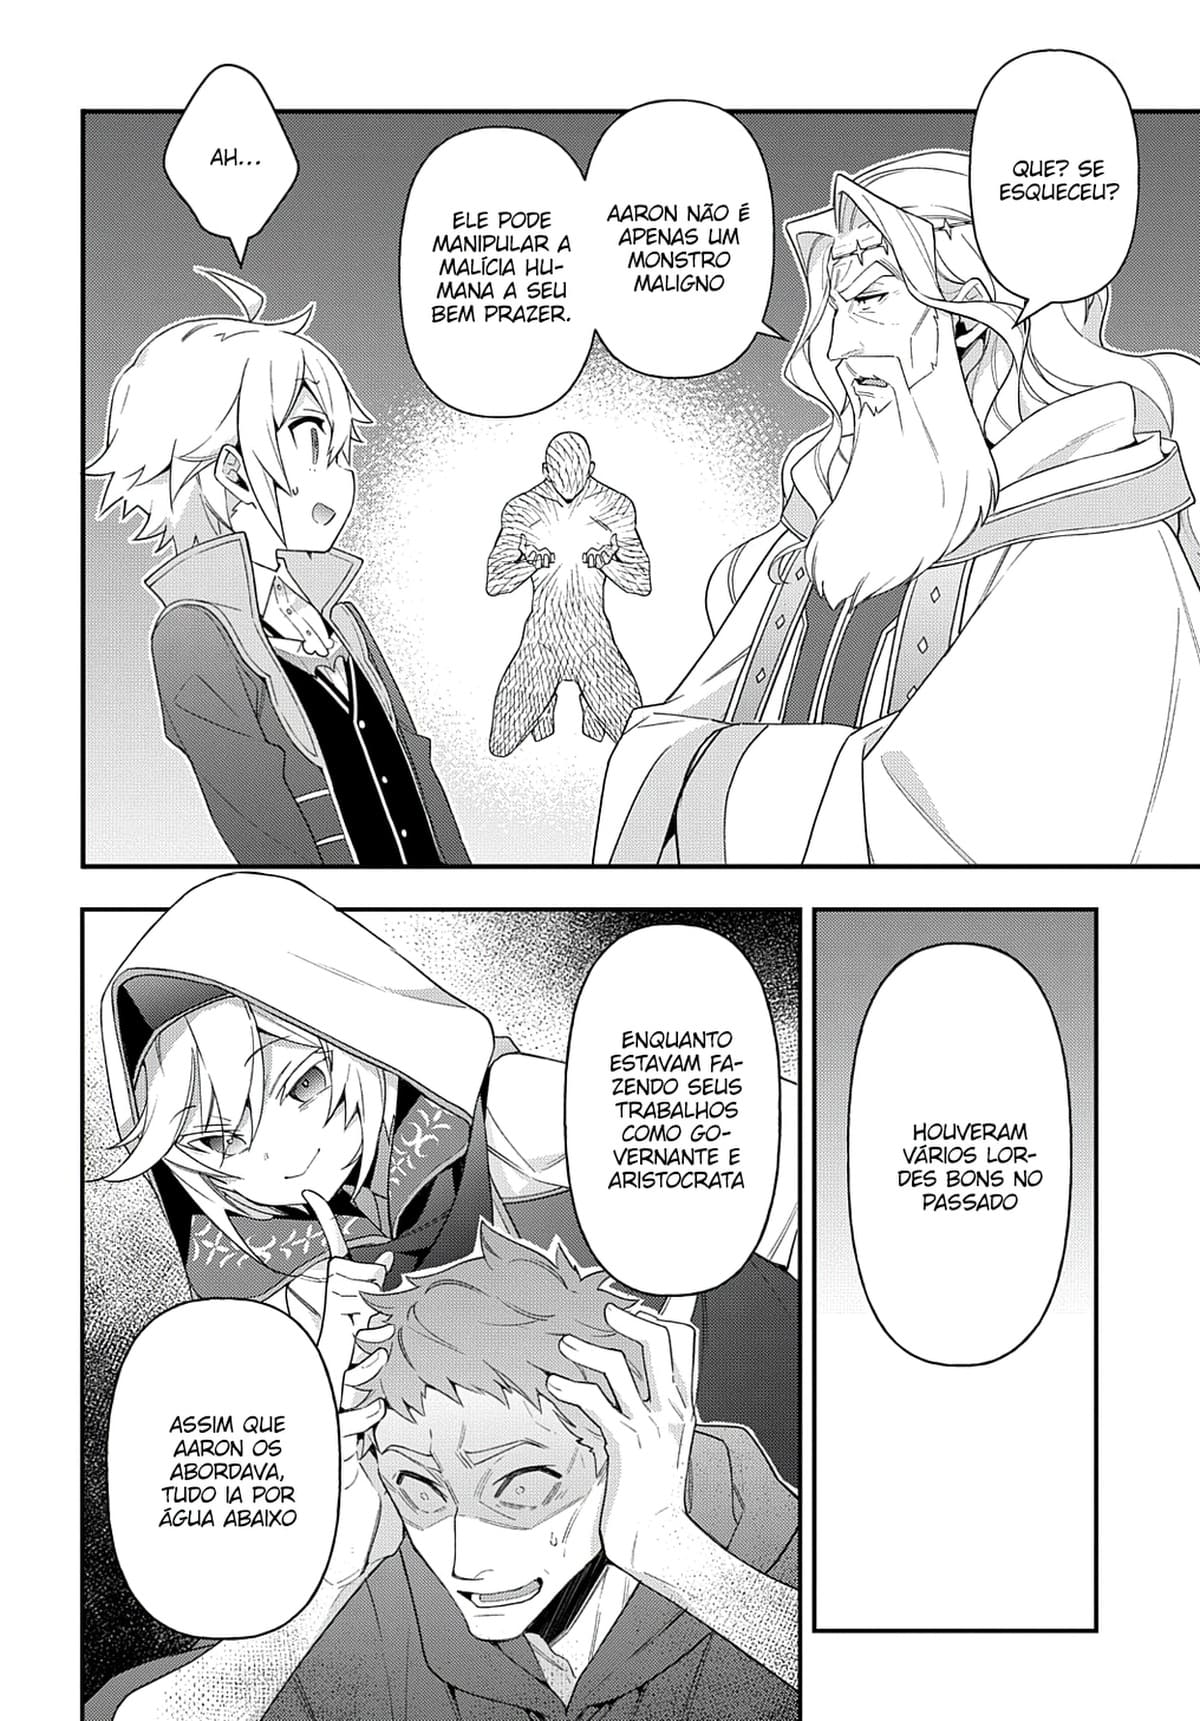 QUE? SE
ESQUECEU?
AARON NÃO É
APENAS UM
MONSTRO
MALIGNO
ELE PODE
MANIPULAR A
MALÍCIA HU-
MANA A SEU
BEM PRAZER.
AH...
HOUVERAM
VÁRIOS LOR-
DES BONS NO
PASSADO
ENQUANTO
ESTAVAM FA-
ZENDO SEUS
TRABALHOS
COMO GO-
VERNANTE E
ARISTOCRATA
ASSIM QUE
AARON OS
ABORDAVA,
TUDO IA POR
ÁGUA ABAIXO